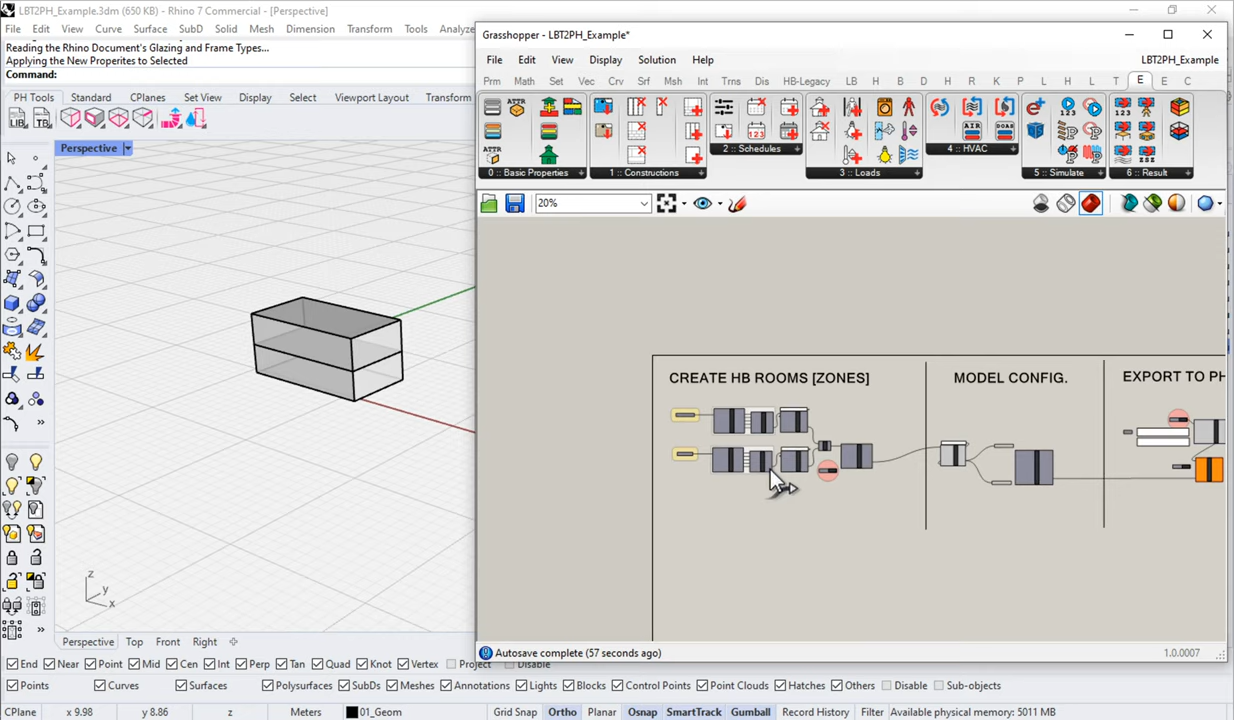 LBT2PH_Example.3dm (650 KB) - Rhino 7 Commercial - [Perspective]
File Edit View Curve Surface Solid Mesh Dimension Transform Tools Analyze
Reading the Rhino Document's Glazing and Frame Types...
Applying the New Properites to Selected
Command:
PH Tools Standard CPlanes Set View Display Select Viewport Layout Transform
LIB TB
Perspective
Grasshopper - LBT2PH_Example*
File Edit View Display Solution Help LBT2PH_Example
Prm Math Set Vec Crv Srf Msh Int Trns Dis HB-Legacy LB H B D H K P L H L T E E C
ATTR
ATTR
123
AIR DOAS
123
0 :: Basic Properties 1 :: Constructions 2 :: Schedules 3 :: Loads 4 :: HVAC 5 :: Simulate 6 :: Result
20%
CREATE HB ROOMS [ZONES] MODEL CONFIG. EXPORT TO PH
z
y
x
Perspective Top Front Right
Autosave complete (57 seconds ago) 1.0.0007
End Near Point Mid Cen Int Perp Tan Quad Knot Vertex Project Disable
Points Curves Surfaces Polysurfaces SubDs Meshes Annotations Lights Blocks Control Points Point Clouds Hatches Others Disable Sub-objects
CPlane x 9.98 y 8.86 z Meters 01_Geom Grid Snap Ortho Planar Osnap SmartTrack Gumball Record History Filter Available physical memory: 5011 MB